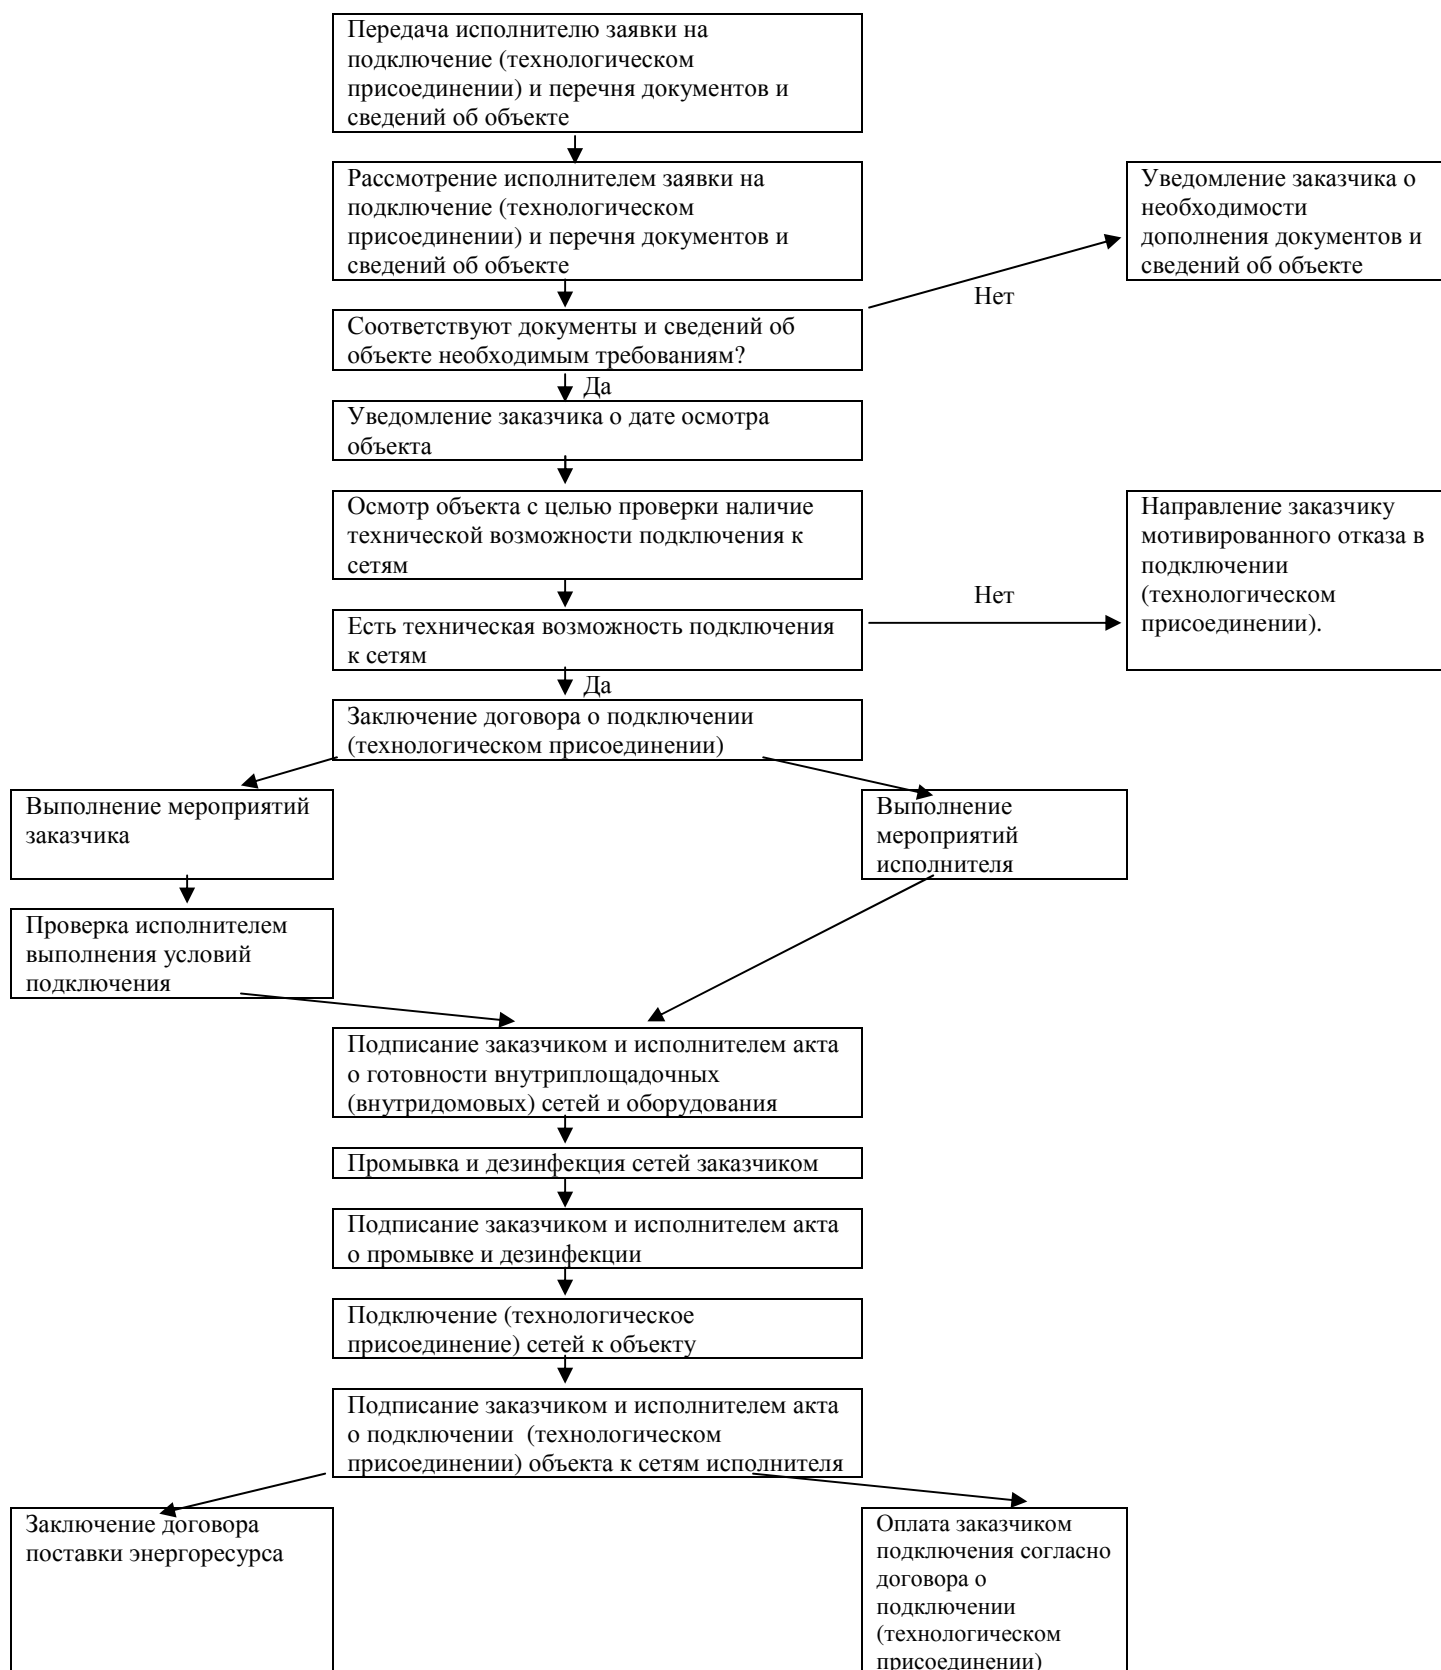 Передача исполнителю заявки на
подключение (технологическом
присоединении) и перечня документов и
сведений об объекте
Рассмотрение исполнителем заявки на
подключение (технологическом
присоединении) и перечня документов и
сведений об объекте
Уведомление заказчика о
необходимости
дополнения документов и
сведений об объекте
Нет
Соответствуют документы и сведений об
объекте необходимым требованиям?
Да
Уведомление заказчика о дате осмотра
объекта
Осмотр объекта с целью проверки наличие
технической возможности подключения к
сетям
Направление заказчику
мотивированного отказа в
подключении
(технологическом
присоединении).
Нет
Есть техническая возможность подключения
к сетям
Да
Заключение договора о подключении
(технологическом присоединении)
Выполнение мероприятий
заказчика
Выполнение
мероприятий
исполнителя
Проверка исполнителем
выполнения условий
подключения
Подписание заказчиком и исполнителем акта
о готовности внутриплощадочных
(внутридомовых) сетей и оборудования
Промывка и дезинфекция сетей заказчиком
Подписание заказчиком и исполнителем акта
о промывке и дезинфекции
Подключение (технологическое
присоединение) сетей к объекту
Подписание заказчиком и исполнителем акта
о подключении (технологическом
присоединении) объекта к сетям исполнителя
Заключение договора
поставки энергоресурса
Оплата заказчиком
подключения согласно
договора о
подключении
(технологическом
присоединении)